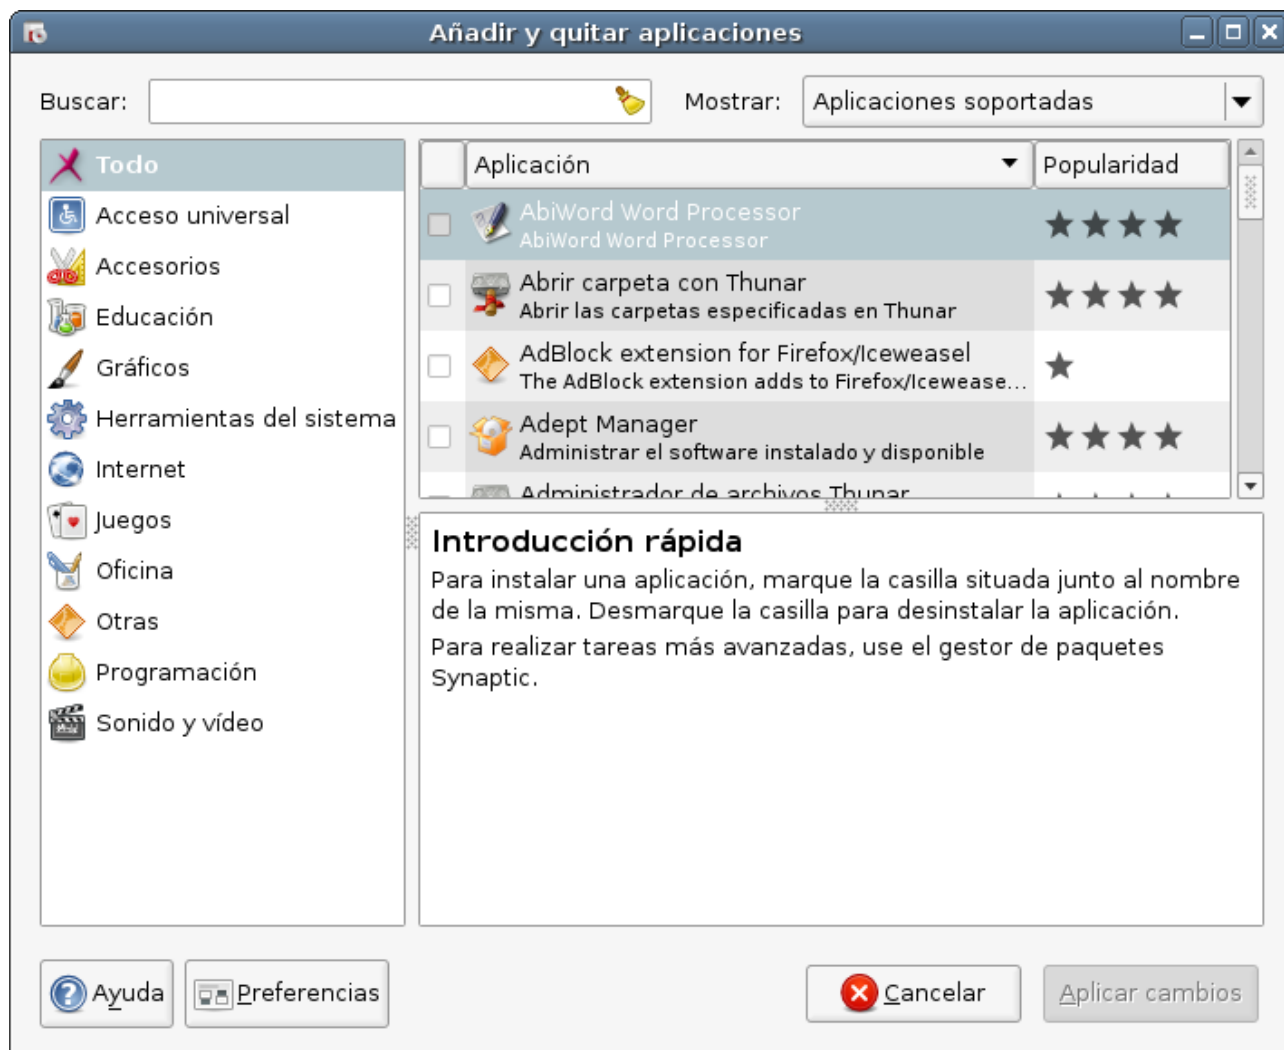 Añadir y quitar aplicaciones
Buscar:
Mostrar: Aplicaciones soportadas
Todo
Acceso universal
Accesorios
Educación
Gráficos
Herramientas del sistema
Internet
Juegos
Oficina
Otras
Programación
Sonido y vídeo
Aplicación Popularidad
AbiWord Word Processor
AbiWord Word Processor
Abrir carpeta con Thunar
Abrir las carpetas especificadas en Thunar
AdBlock extension for Firefox/Iceweasel
The AdBlock extension adds to Firefox/Icewease...
Adept Manager
Administrar el software instalado y disponible
Administrador de archivos Thunar
Introducción rápida
Para instalar una aplicación, marque la casilla situada junto al nombre
de la misma. Desmarque la casilla para desinstalar la aplicación.
Para realizar tareas más avanzadas, use el gestor de paquetes
Synaptic.
Ayuda
Preferencias
Cancelar
Aplicar cambios